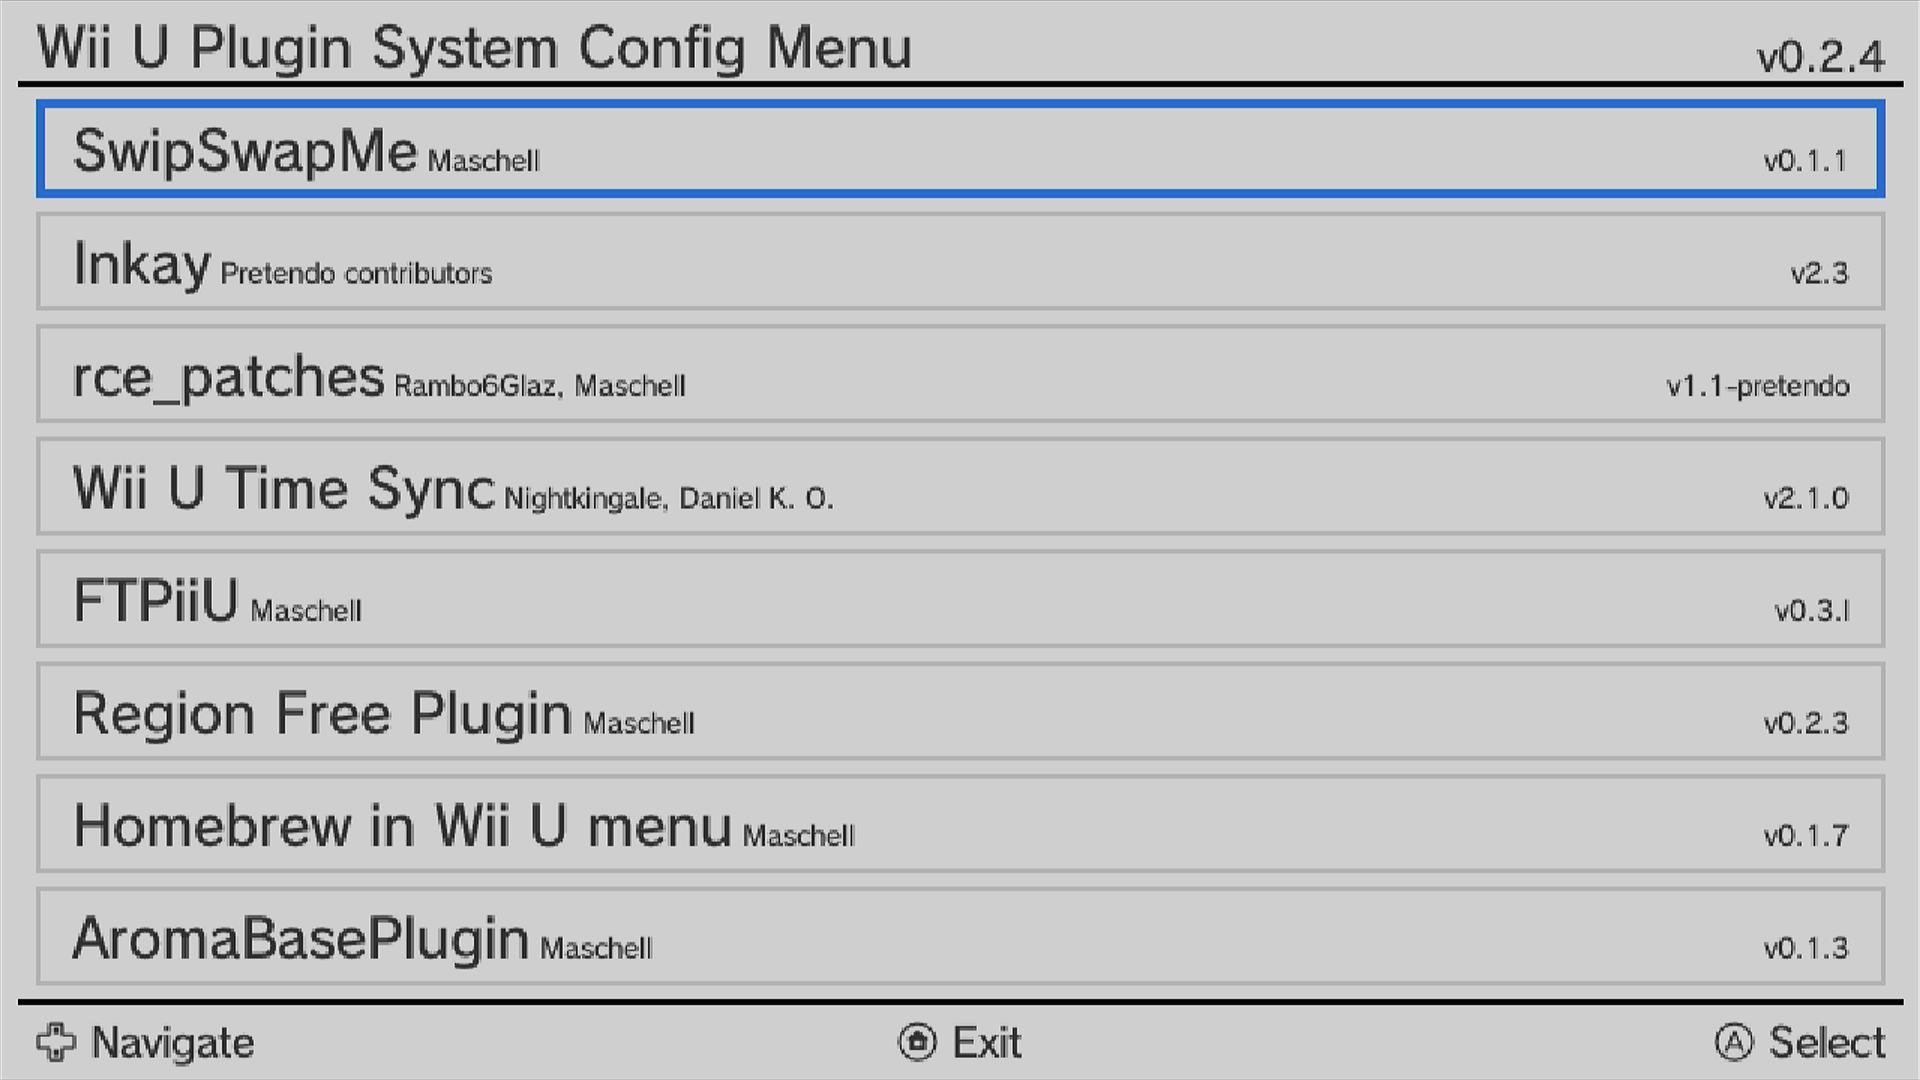 Wii U Plugin System Config Menu v0.2.4
SwipSwapMe Maschell v0.1.1
Inkay Pretendo contributors v2.3
rce_patches Rambo6Glaz, Maschell v1.1-pretendo
Wii U Time Sync Nightkingale, Daniel K. O. v2.1.0
FTPiiU Maschell v0.3.1
Region Free Plugin Maschell v0.2.3
Homebrew in Wii U menu Maschell v0.1.7
AromaBasePlugin Maschell v0.1.3
Navigate Exit A Select